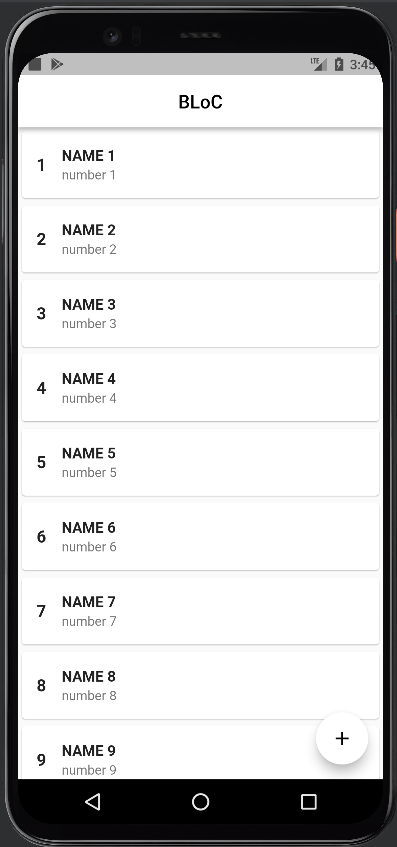 LTE 3:45
BLoC
1
NAME 1
number 1
2
NAME 2
number 2
3
NAME 3
number 3
4
NAME 4
number 4
5
NAME 5
number 5
6
NAME 6
number 6
7
NAME 7
number 7
8
NAME 8
number 8
+
9
NAME 9
number 9